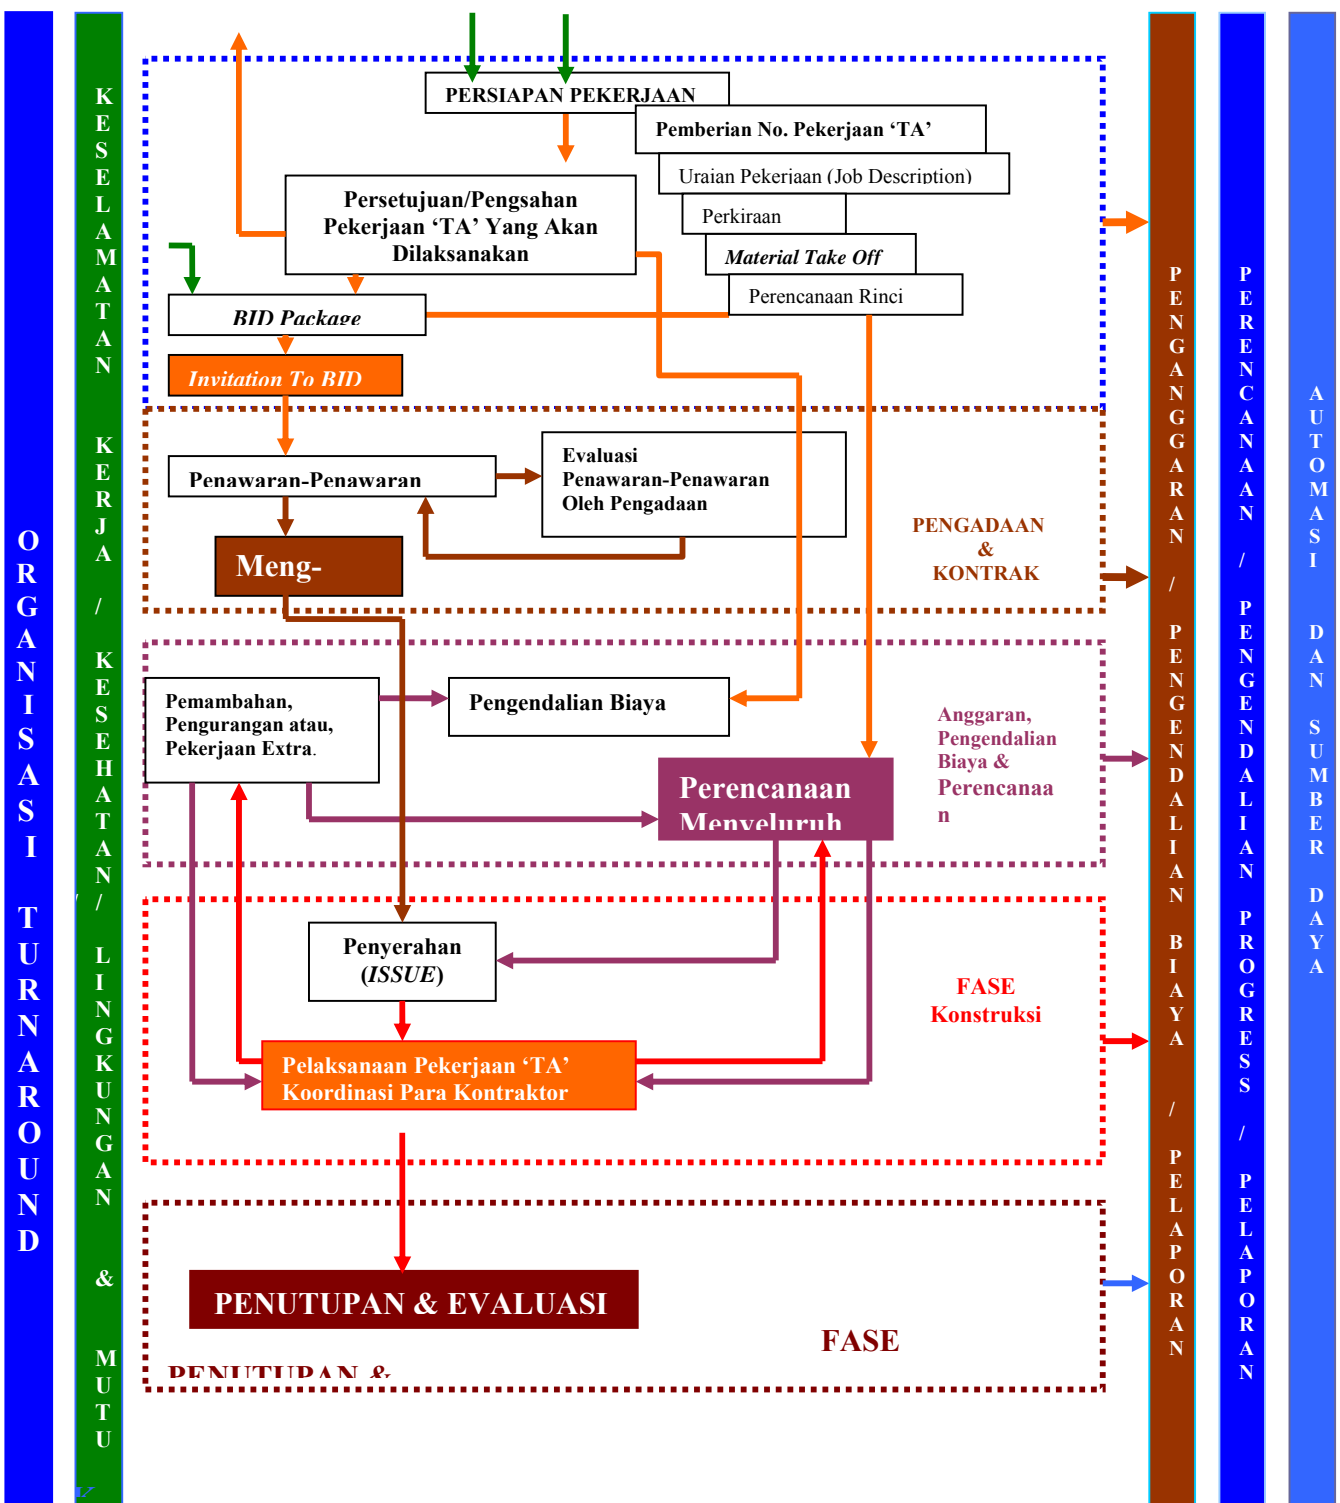 ORGANISASI TURNAROUND
KESELAMATAN KERJA / KESEHATAN / LINGKUNGAN & MUTU
/
K
PERSIAPAN PEKERJAAN
Pemberian No. Pekerjaan ‘TA’
Uraian Pekerjaan (Job Description)
Perkiraan
Material Take Off
Perencanaan Rinci
Persetujuan/Pengsahan
Pekerjaan ‘TA’ Yang Akan
Dilaksanakan
BID Package
Invitation To BID
Penawaran-Penawaran
Evaluasi
Penawaran-Penawaran
Oleh Pengadaan
Meng-
PENGADAAN
&
KONTRAK
Pemambahan,
Pengurangan atau,
Pekerjaan Extra.
Pengendalian Biaya
Perencanaan
Menyeluruh
Anggaran,
Pengendalian
Biaya &
Perencanaa
n
Penyerahan
(ISSUE)
Pelaksanaan Pekerjaan ‘TA’
Koordinasi Para Kontraktor
FASE
Konstruksi
PENUTUPAN & EVALUASI
FASE
PENUTUPAN &
PENGANGGARAN / PENGENDALIAN BIAYA / PELAPORAN
PERENCANAAN / PENGENDALIAN PROGRESS / PELAPORAN
AUTOMASI DAN SUMBER DAYA